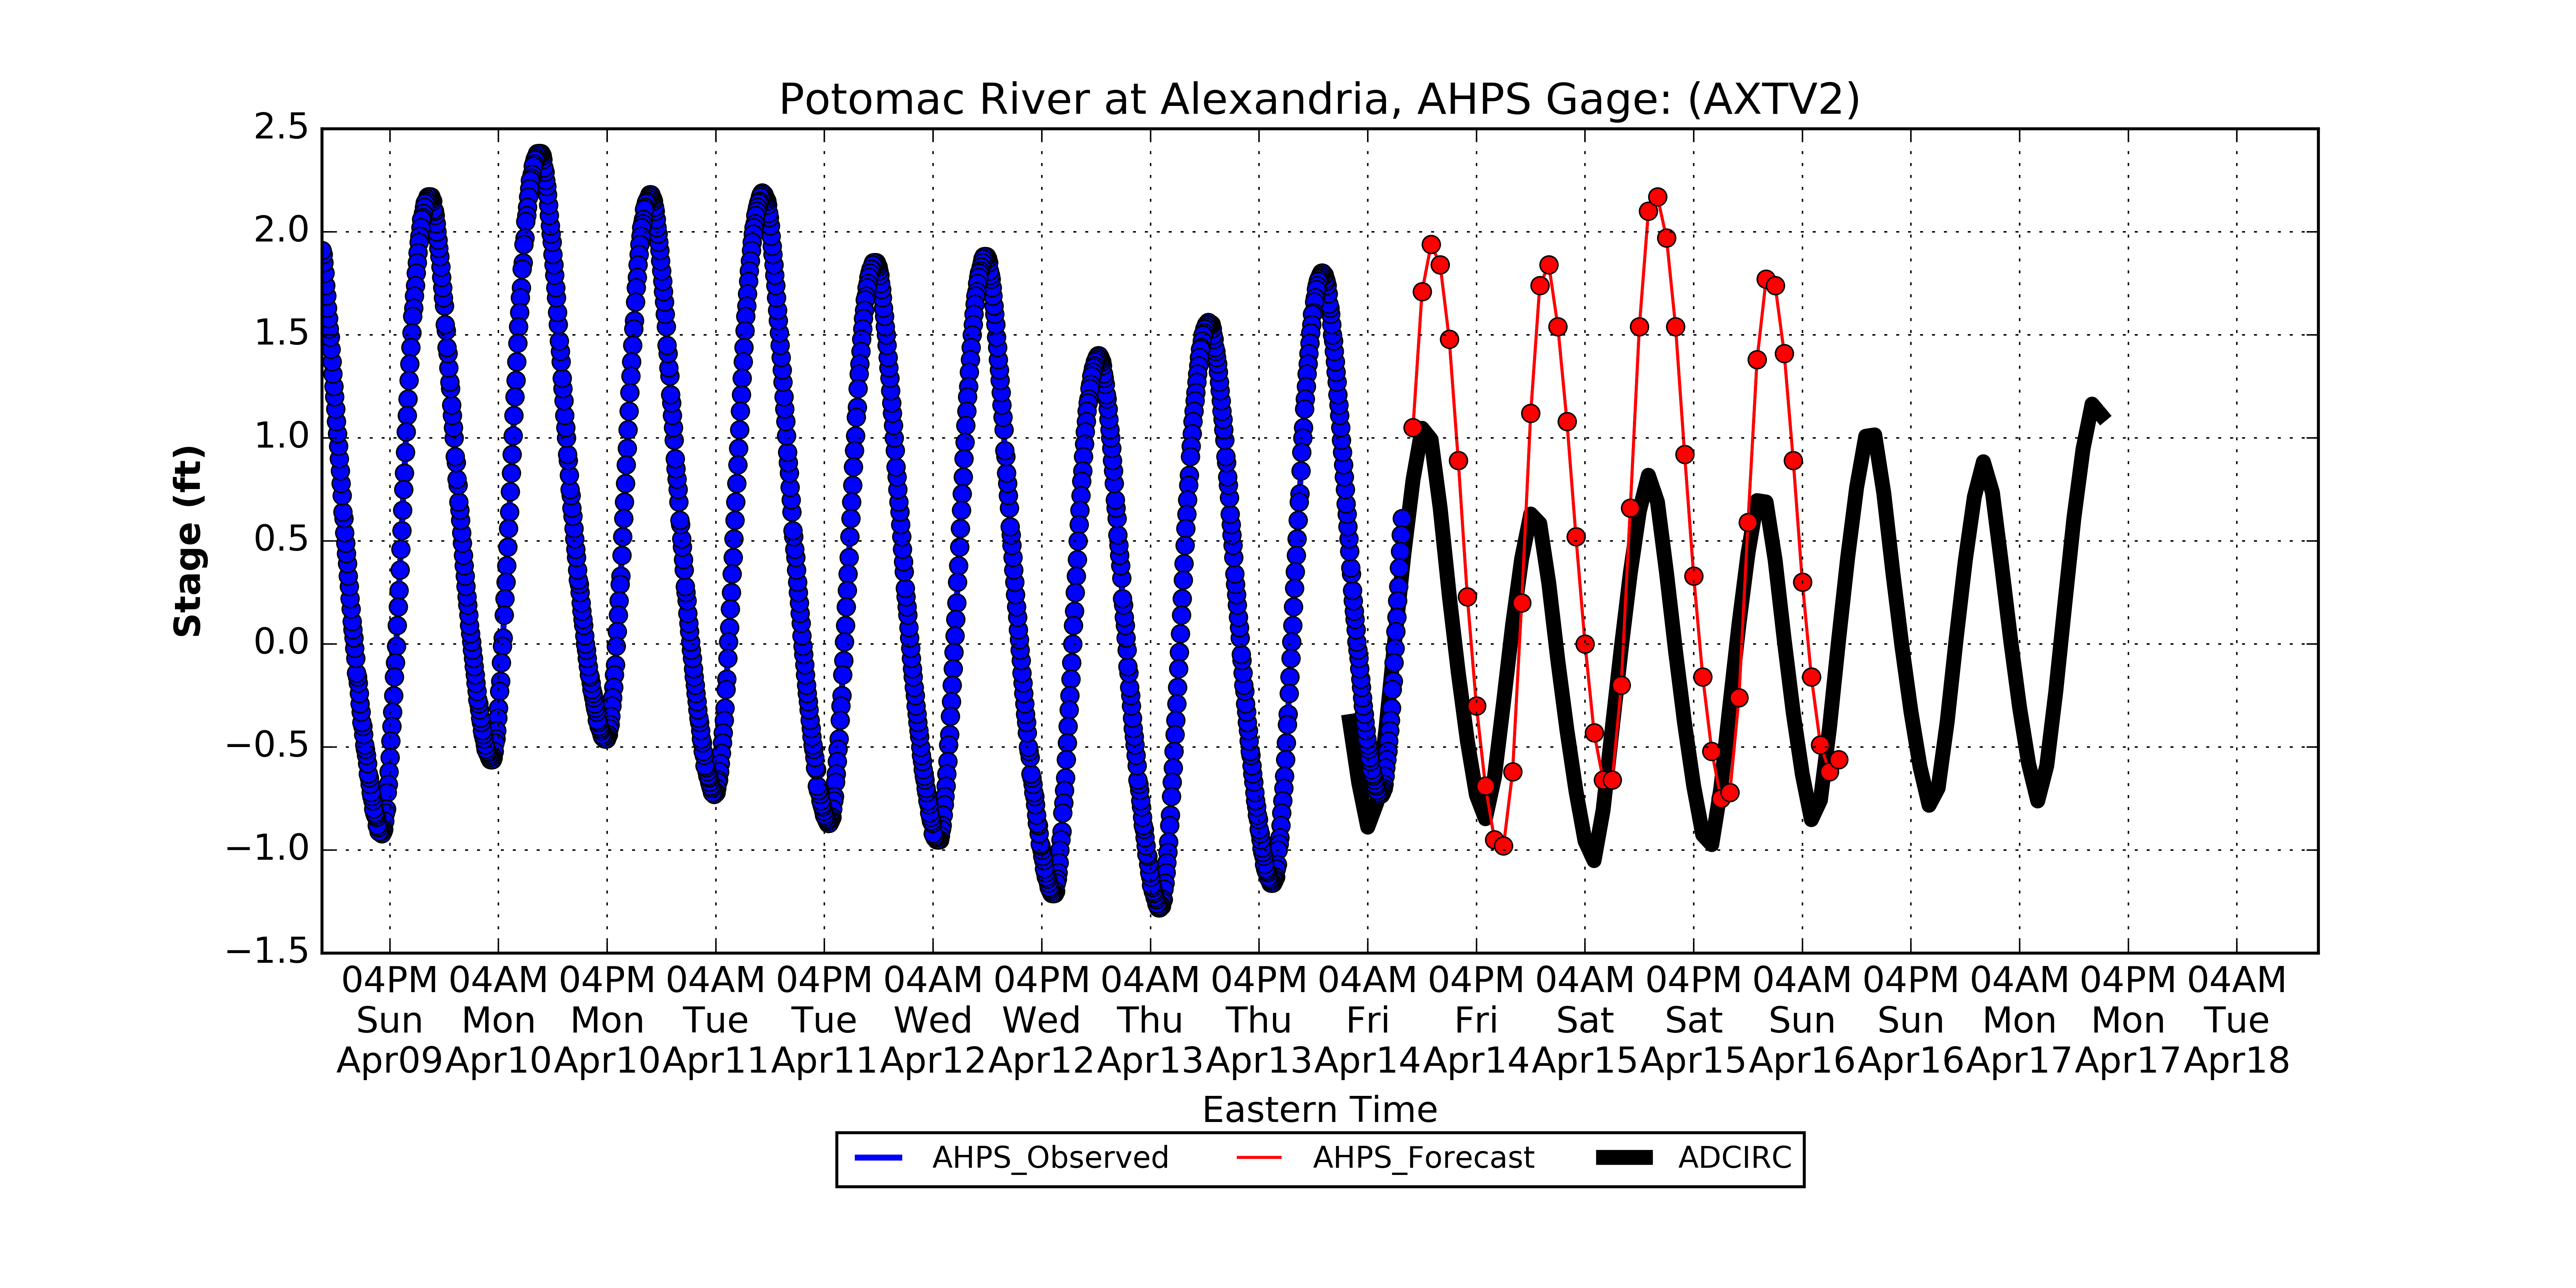 Potomac River at Alexandria, AHPS Gage: (AXTV2)
Stage (ft)
2.5
2.0
1.5
1.0
0.5
0.0
−0.5
−1.0
−1.5
04PM 04AM 04PM 04AM 04PM 04AM 04PM 04AM 04PM 04AM 04PM 04AM 04PM 04AM 04PM 04AM 04PM 04AM
Sun Mon Mon Tue Tue Wed Wed Thu Thu Fri Fri Sat Sat Sun Sun Mon Mon Tue
Apr09 Apr10 Apr10 Apr11 Apr11 Apr12 Apr12 Apr13 Apr13 Apr14 Apr14 Apr15 Apr15 Apr16 Apr16 Apr17 Apr17 Apr18
Eastern Time
AHPS_Observed AHPS_Forecast ADCIRC